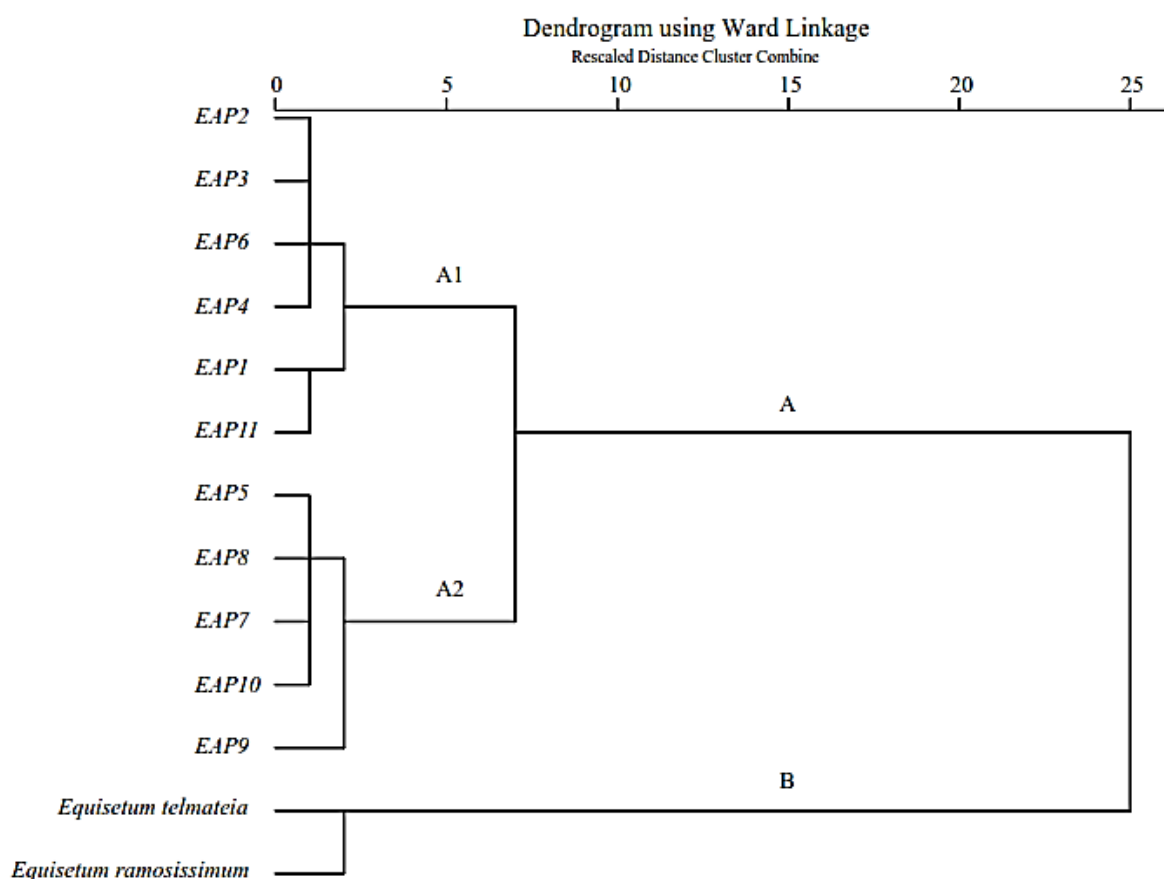 Dendrogram using Ward Linkage
Rescaled Distance Cluster Combine
0 5 10 15 20 25
EAP2
EAP3
EAP6
A1
EAP4
EAP1
A
EAP11
EAP5
EAP8
A2
EAP7
EAP10
EAP9
B
Equisetum telmateia
Equisetum ramosissimum